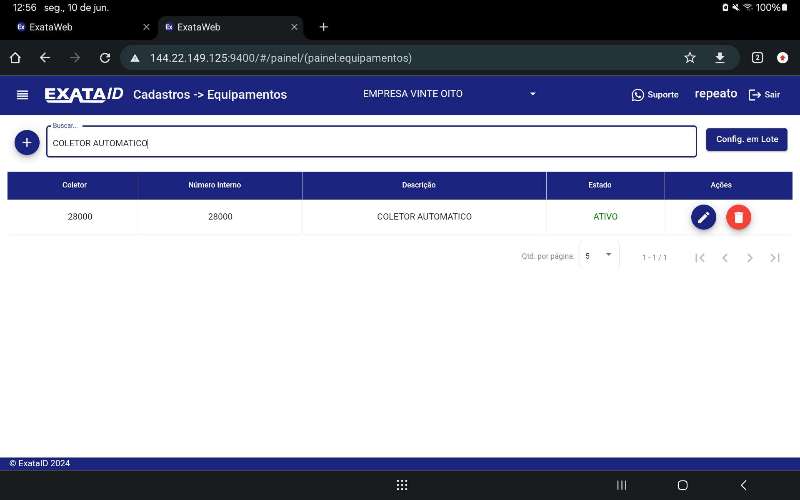 12:56 seg., 10 de jun. 100%
Ex ExataWeb
Ex ExataWeb
144.22.149.125:9400/#/painel/(painel:equipamentos)
2
EXATAID Cadastros -> Equipamentos EMPRESA VINTE OITO Suporte repeato Sair
Buscar...
COLETOR AUTOMATICO
Config. em Lote
Coletor Número Interno Descrição Estado Ações
28000 28000 COLETOR AUTOMATICO ATIVO
Qtd. por página: 5 1 - 1 / 1
© ExataID 2024